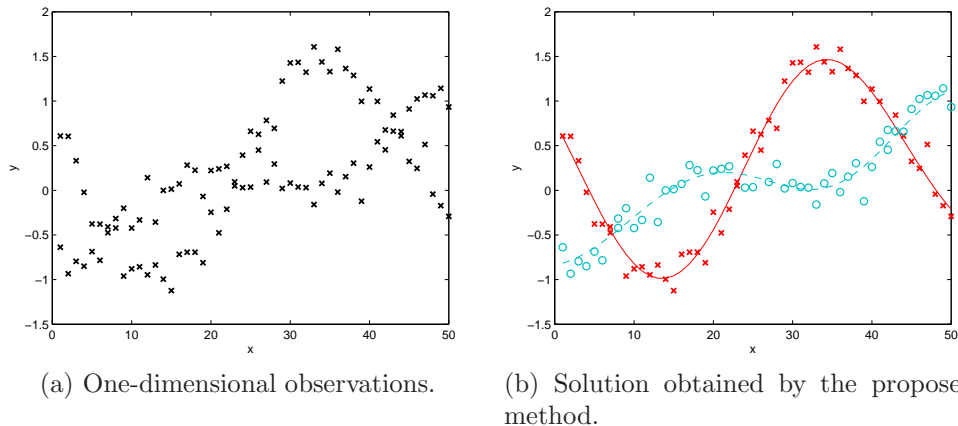 2
1.5
1
0.5
0
−0.5
−1
−1.5
y
0 10 20 30 40 50
x
2
1.5
1
0.5
0
−0.5
−1
−1.5
y
0 10 20 30 40 50
x
(a) One-dimensional observations.
(b) Solution obtained by the propose
method.